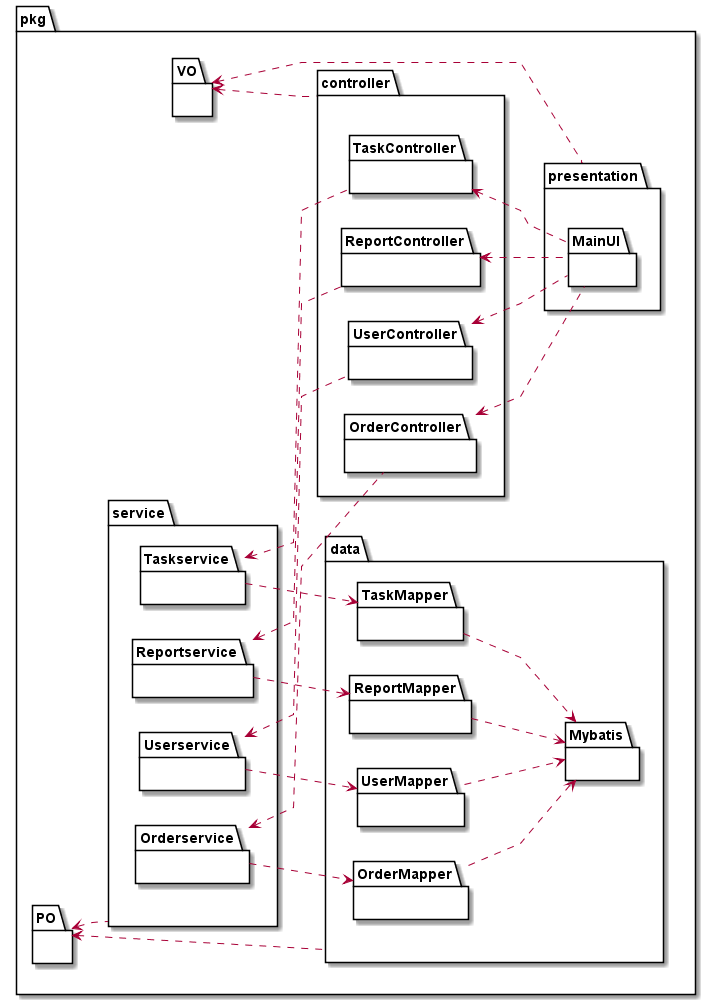 pkg
VO
controller
TaskController
presentation
ReportController
MainUI
UserController
OrderController
service
data
Taskservice
TaskMapper
Reportservice
ReportMapper
Userservice
Mybatis
UserMapper
Orderservice
OrderMapper
PO